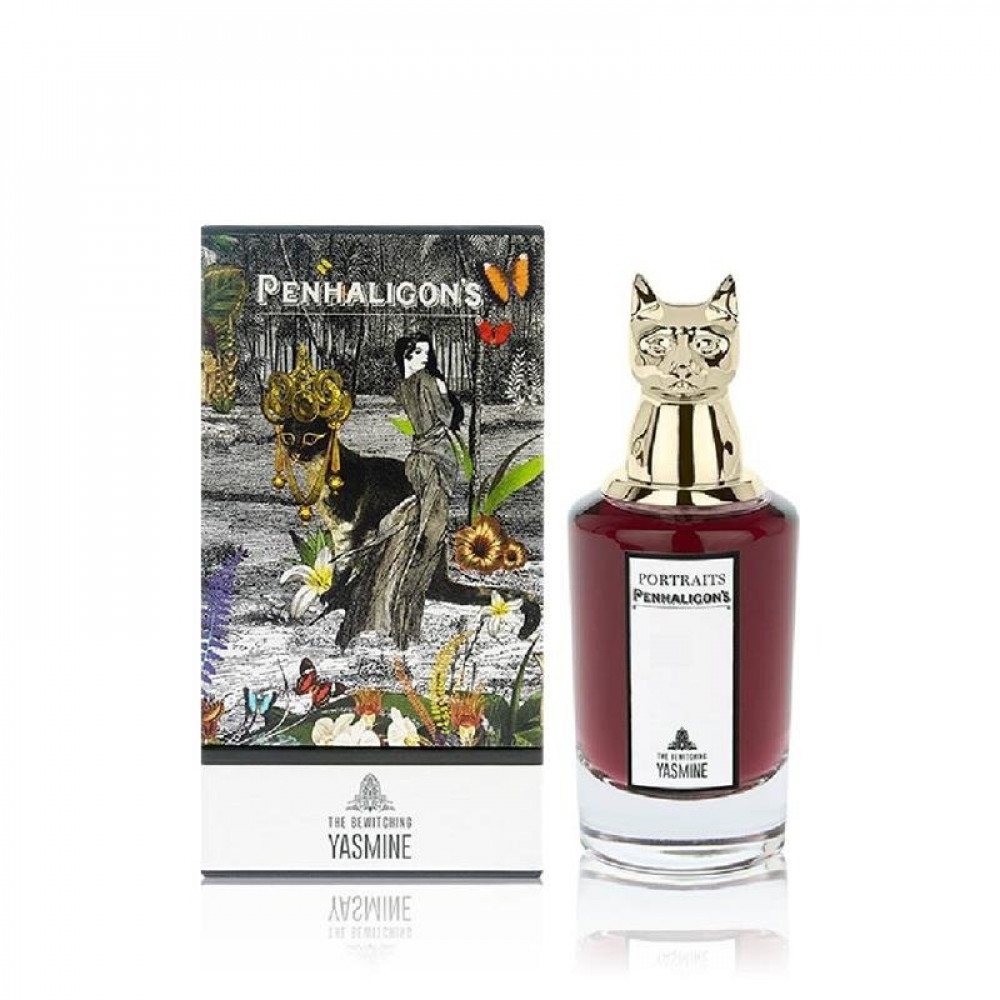 PENHALIGON'S
THE BEWITCHING
YASMINE
PORTRAITS
PENHALIGON'S
THE BEWITCHING
YASMINE